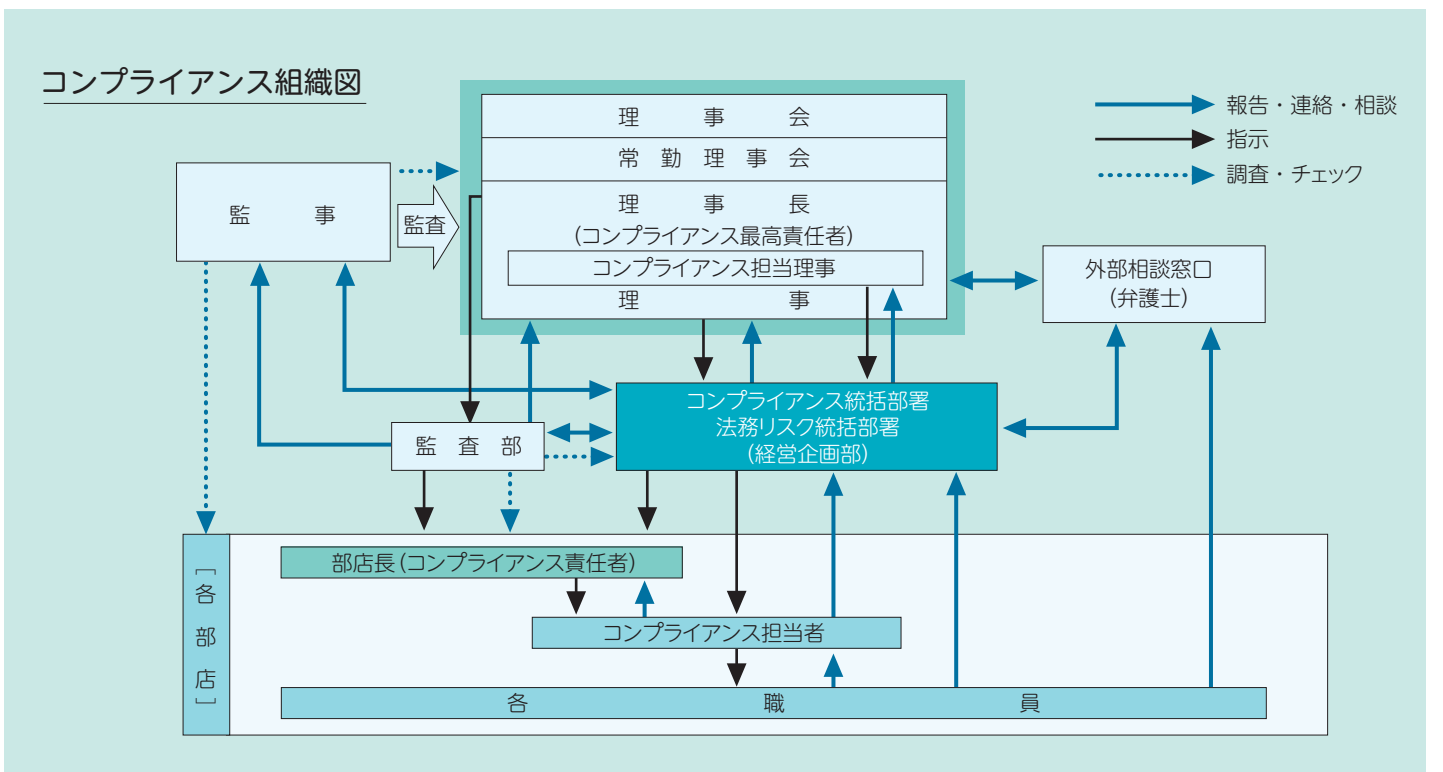 コンプライアンス組織図
報告・連絡・相談
指示
調査・チェック
理事会
常勤理事会
理事長
(コンプライアンス最高責任者)
コンプライアンス担当理事
理事
監事
監査
外部相談窓口
(弁護士)
コンプライアンス統括部署
法務リスク統括部署
(経営企画部)
監査部
[各部店]
部店長(コンプライアンス責任者)
コンプライアンス担当者
各職員